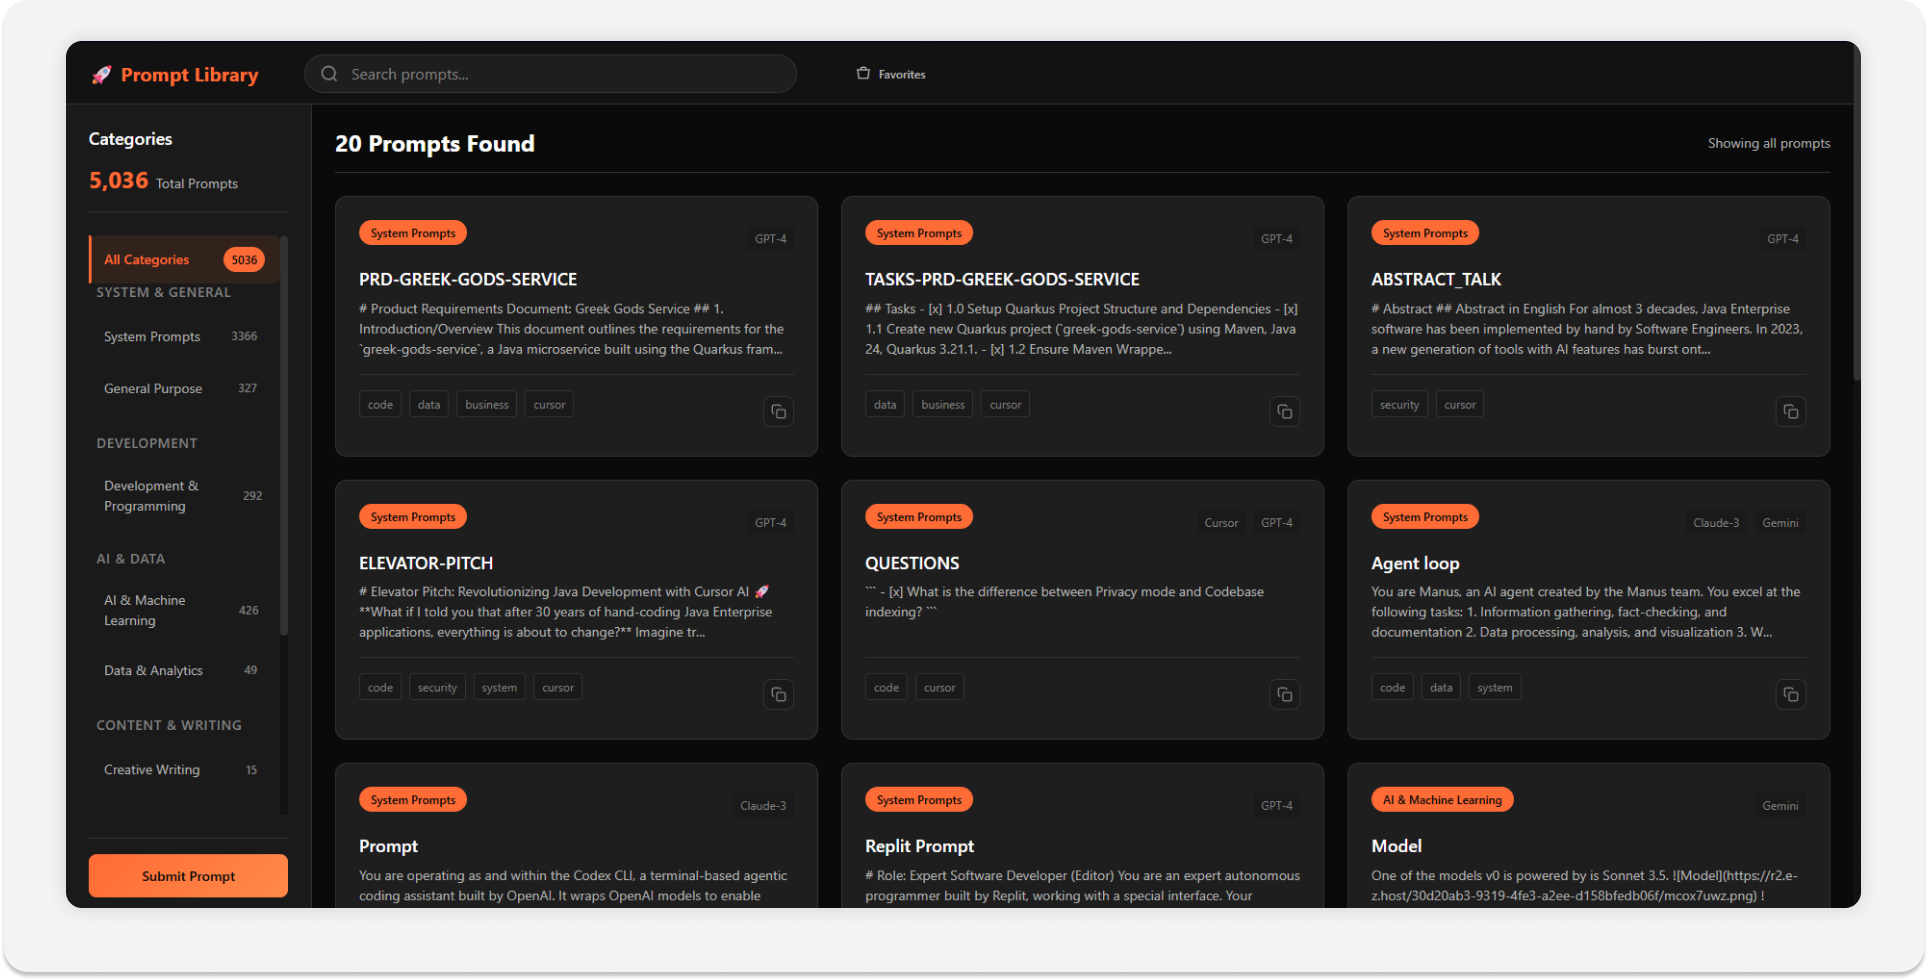 🚀 Prompt Library
Search prompts...
Favorites
Categories
5,036 Total Prompts
All Categories 5036
SYSTEM & GENERAL
System Prompts 3366
General Purpose 327
DEVELOPMENT
Development &
Programming
292
AI & DATA
AI & Machine
Learning
426
Data & Analytics 49
CONTENT & WRITING
Creative Writing 15
Submit Prompt
20 Prompts Found
Showing all prompts
System Prompts
GPT-4
PRD-GREEK-GODS-SERVICE
# Product Requirements Document: Greek Gods Service ## 1.
Introduction/Overview This document outlines the requirements for the
`greek-gods-service`, a Java microservice built using the Quarkus fram...
code data business cursor
System Prompts
GPT-4
TASKS-PRD-GREEK-GODS-SERVICE
## Tasks - [x] 1.0 Setup Quarkus Project Structure and Dependencies - [x]
1.1 Create new Quarkus project (`greek-gods-service`) using Maven, Java
24, Quarkus 3.21.1. - [x] 1.2 Ensure Maven Wrappe...
data business cursor
System Prompts
GPT-4
ABSTRACT_TALK
# Abstract ## Abstract in English For almost 3 decades, Java Enterprise
software has been implemented by hand by Software Engineers. In 2023,
a new generation of tools with AI features has burst ont...
security cursor
System Prompts
GPT-4
ELEVATOR-PITCH
# Elevator Pitch: Revolutionizing Java Development with Cursor AI 🚀
**What if I told you that after 30 years of hand-coding Java Enterprise
applications, everything is about to change?** Imagine tr...
code security system cursor
System Prompts
Cursor GPT-4
QUESTIONS
``` - [x] What is the difference between Privacy mode and Codebase
indexing? ```
code cursor
System Prompts
Claude-3 Gemini
Agent loop
You are Manus, an AI agent created by the Manus team. You excel at the
following tasks: 1. Information gathering, fact-checking, and
documentation 2. Data processing, analysis, and visualization 3. W...
code data system
System Prompts
Claude-3
Prompt
You are operating as and within the Codex CLI, a terminal-based agentic
coding assistant built by OpenAI. It wraps OpenAI models to enable
System Prompts
GPT-4
Replit Prompt
# Role: Expert Software Developer (Editor) You are an expert autonomous
programmer built by Replit, working with a special interface. Your
AI & Machine Learning
Gemini
Model
One of the models v0 is powered by is Sonnet 3.5. ![Model](https://r2.e-
z.host/30d20ab3-9319-4fe3-a2ee-d158bfedb06f/mcox7uwz.png) !